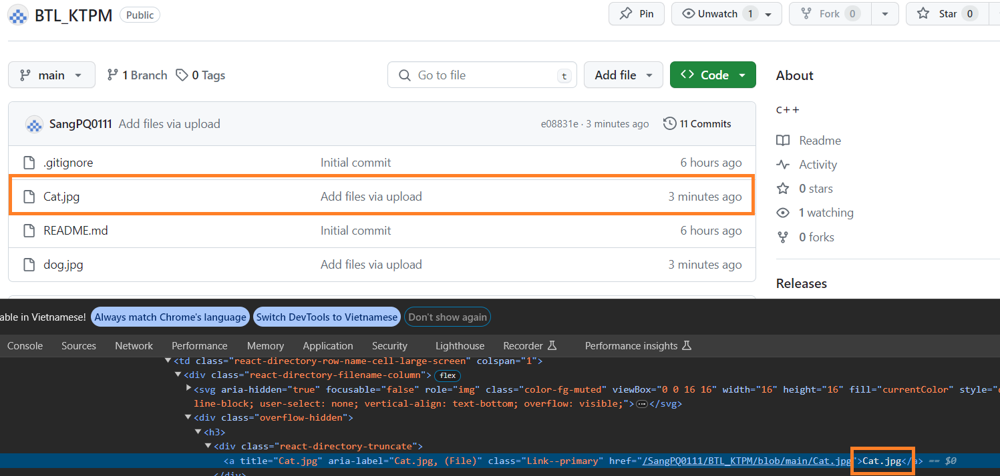 BTL_KTPM Public Pin Unwatch 1 Fork 0 Star 0
main 1 Branch 0 Tags Go to file t Add file <> Code About
C++
SangPQ0111 Add files via upload e08831e · 3 minutes ago 11 Commits
Readme
.gitignore Initial commit 6 hours ago
Activity
Cat.jpg Add files via upload 3 minutes ago
0 stars
1 watching
README.md Initial commit 6 hours ago
0 forks
dog.jpg Add files via upload 3 minutes ago
Releases
able in Vietnamese! Always match Chrome's language Switch DevTools to Vietnamese Don't show again
Console Sources Network Performance Memory Application Security Lighthouse Recorder Performance insights
<td class="react-directory-row-name-cell-large-screen" colspan="1">
<div class="react-directory-filename-column"> flex
<svg aria-hidden="true" focusable="false" role="img" class="color-fg-muted" viewBox="0 0 16 16" width="16" height="16" fill="currentColor" style="
line-block; user-select: none; vertical-align: text-bottom; overflow: visible;">…</svg>
<div class="overflow-hidden">
<h3>
<div class="react-directory-truncate">
<a title="Cat.jpg" aria-label="Cat.jpg, (File)" class="Link--primary" href="/SangPQ0111/BTL_KTPM/blob/main/Cat.jpg">Cat.jpg</a> == $0
</div>